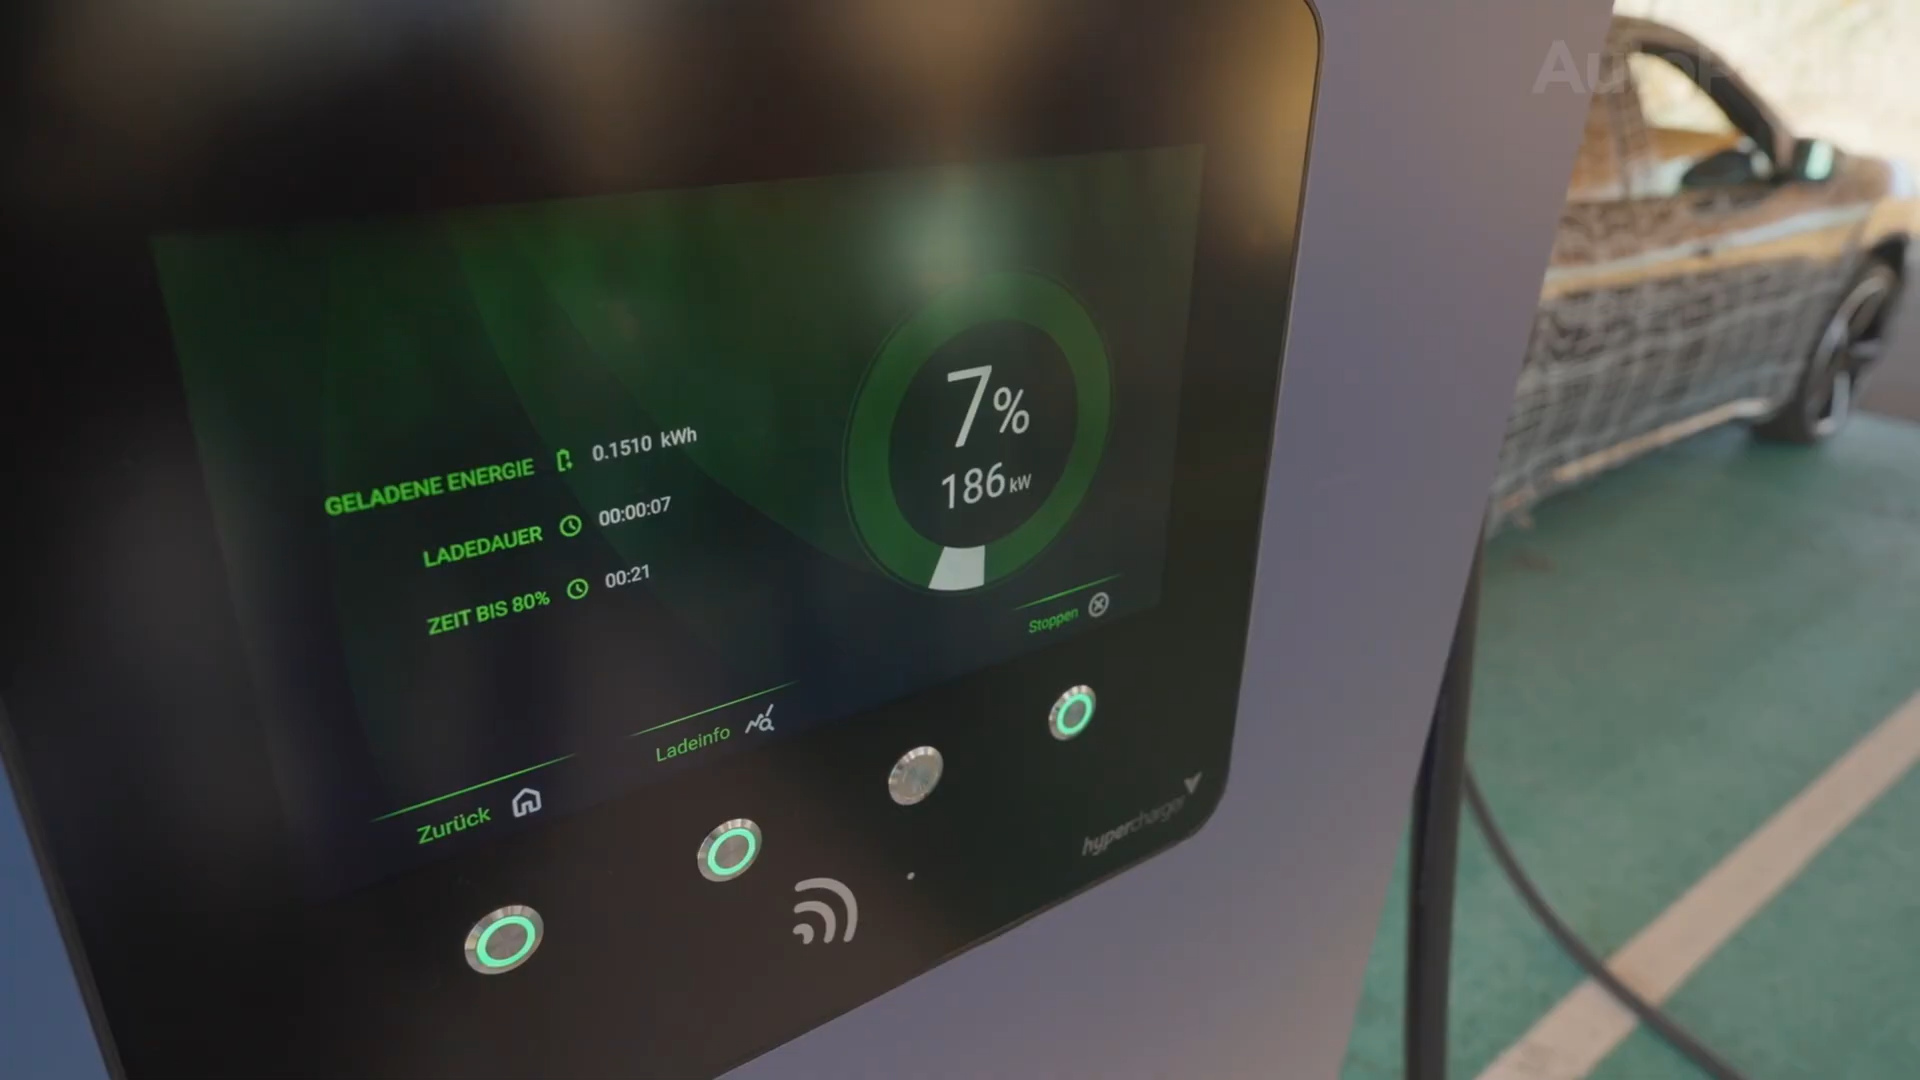 GELADENE ENERGIE 0.1510 kWh
LADEDAUER 00:00:07
ZEIT BIS 80% 00:21
7%
186 kW
Stoppen
Ladeinfo
Zurück
hypercharger